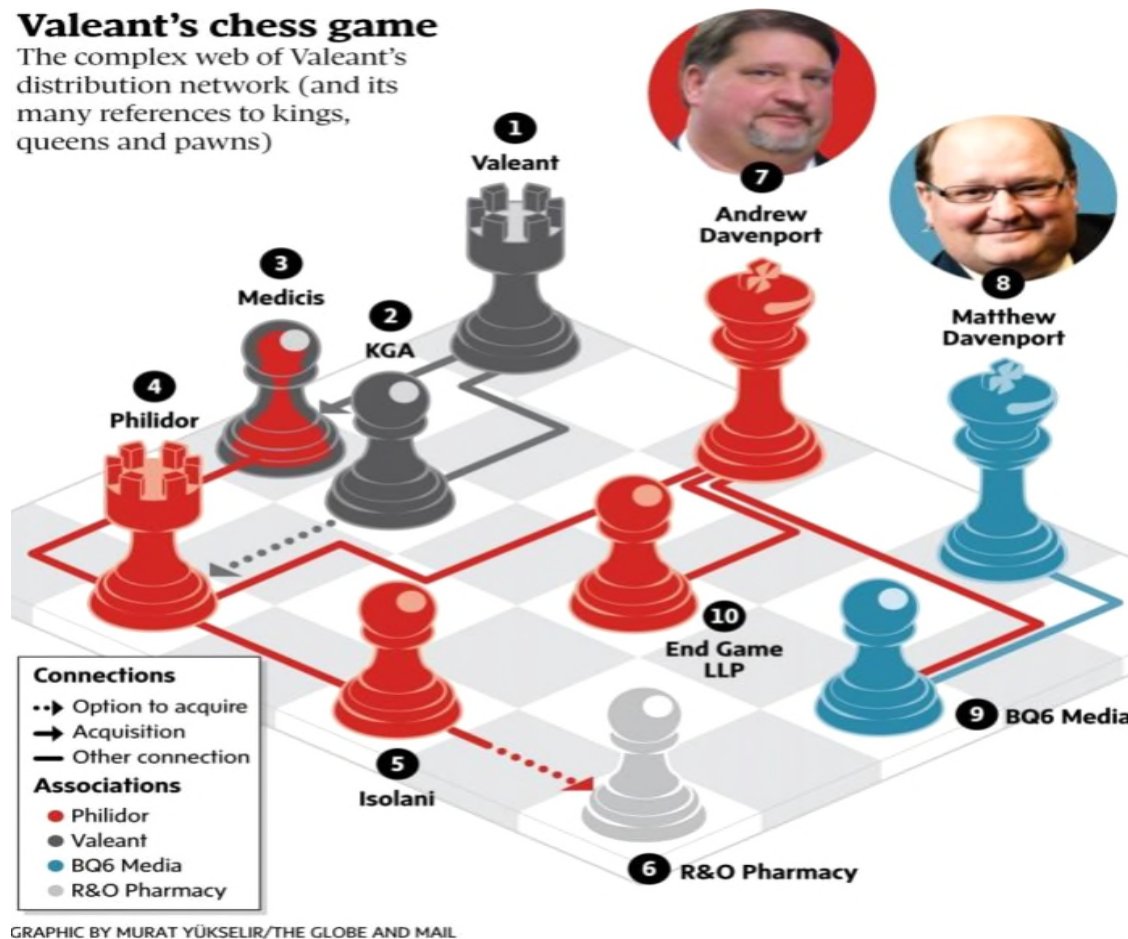 Valeant's chess game
The complex web of Valeant's
distribution network (and its
many references to kings,
queens and pawns)
1
Valeant
7
Andrew
Davenport
8
Matthew
Davenport
3
Medicis
2
KGA
4
Philidor
10
End Game
LLP
9 BQ6 Media
5
Isolani
6 R&O Pharmacy
Connections
Option to acquire
Acquisition
Other connection
Associations
Philidor
Valeant
BQ6 Media
R&O Pharmacy
GRAPHIC BY MURAT YÜKSELIR/THE GLOBE AND MAIL